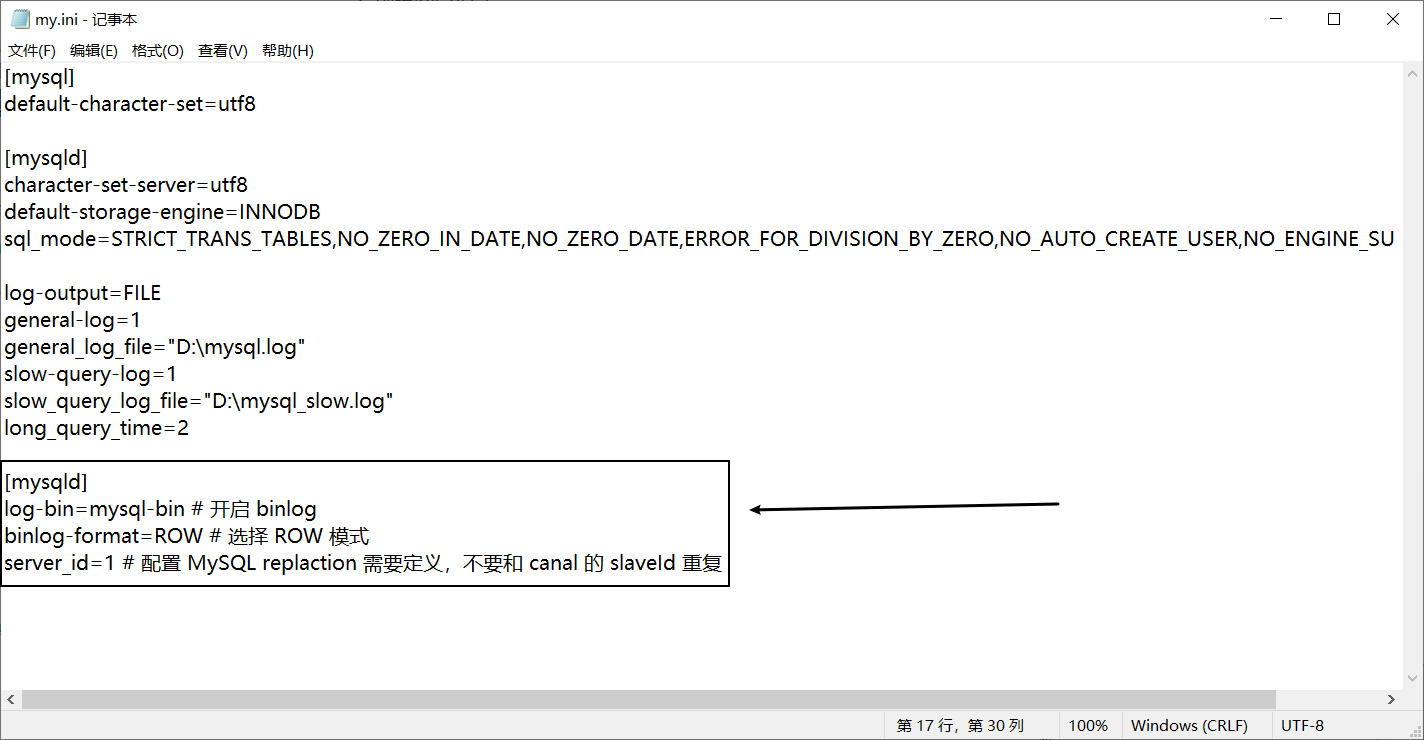 my.ini - 记事本
文件(F) 编辑(E) 格式(O) 查看(V) 帮助(H)
[mysql]
default-character-set=utf8
[mysqld]
character-set-server=utf8
default-storage-engine=INNODB
sql_mode=STRICT_TRANS_TABLES,NO_ZERO_IN_DATE,NO_ZERO_DATE,ERROR_FOR_DIVISION_BY_ZERO,NO_AUTO_CREATE_USER,NO_ENGINE_SU
log-output=FILE
general-log=1
general_log_file="D:\mysql.log"
slow-query-log=1
slow_query_log_file="D:\mysql_slow.log"
long_query_time=2
[mysqld]
log-bin=mysql-bin # 开启 binlog
binlog-format=ROW # 选择 ROW 模式
server_id=1 # 配置 MySQL replaction 需要定义，不要和 canal 的 slaveId 重复
第 17 行，第 30 列 100% Windows (CRLF) UTF-8